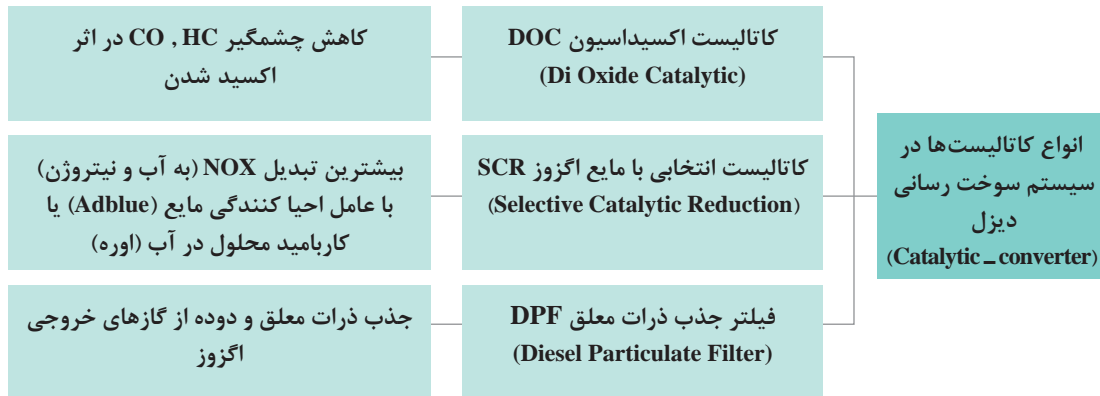 انواع کاتالیست‌ها در
سیستم سوخت رسانی
دیزل
(Catalytic – converter)
کاتالیست اکسیداسیون DOC
(Di Oxide Catalytic)
کاهش چشمگیر CO , HC در اثر
اکسید شدن
کاتالیست انتخابی با مایع اگزوز SCR
(Selective Catalytic Reduction)
بیشترین تبدیل NOX (به آب و نیتروژن)
با عامل احیا کنندگی مایع (Adblue) یا
کاربامید محلول در آب (اوره)
فیلتر جذب ذرات معلق DPF
(Diesel Particulate Filter)
جذب ذرات معلق و دوده از گازهای خروجی
اگزوز